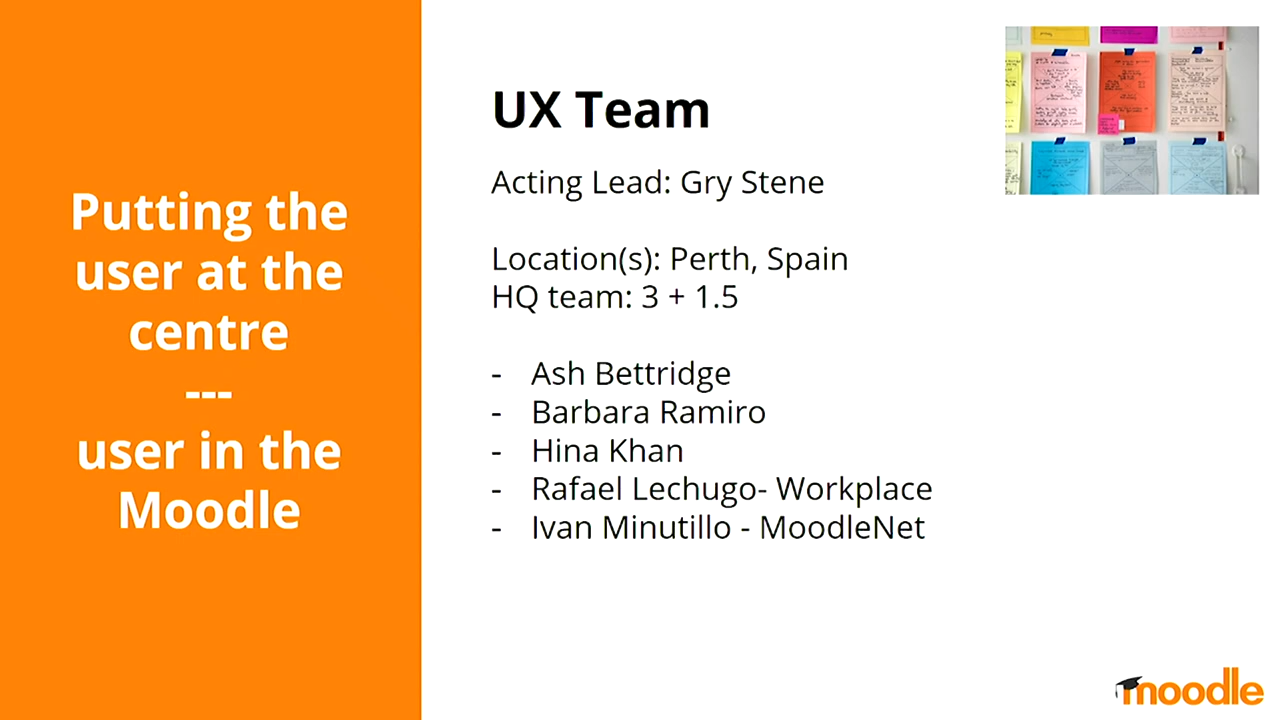 Putting the
user at the
centre
---
user in the
Moodle
UX Team
Acting Lead: Gry Stene
Location(s): Perth, Spain
HQ team: 3 + 1.5
- Ash Bettridge
- Barbara Ramiro
- Hina Khan
- Rafael Lechugo- Workplace
- Ivan Minutillo - MoodleNet
moodle